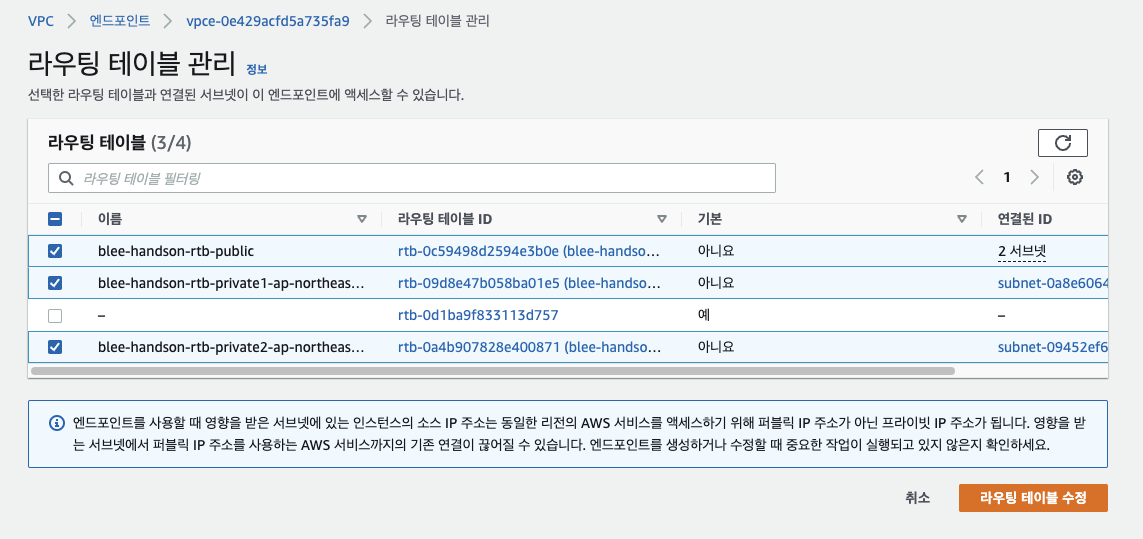 VPC > 엔드포인트 > vpce-0e429acfd5a735fa9 > 라우팅 테이블 관리
라우팅 테이블 관리 정보
선택한 라우팅 테이블과 연결된 서브넷이 이 엔드포인트에 액세스할 수 있습니다.
라우팅 테이블 (3/4)
라우팅 테이블 필터링
1
이름 라우팅 테이블 ID 기본 연결된 ID
blee-handson-rtb-public rtb-0c59498d2594e3b0e (blee-handso... 아니요 2 서브넷
blee-handson-rtb-private1-ap-northeas... rtb-09d8e47b058ba01e5 (blee-handso... 아니요 subnet-0a8e6064
– rtb-0d1ba9f833113d757 예 –
blee-handson-rtb-private2-ap-northeas... rtb-0a4b907828e400871 (blee-handso... 아니요 subnet-09452ef6
엔드포인트를 사용할 때 영향을 받은 서브넷에 있는 인스턴스의 소스 IP 주소는 동일한 리전의 AWS 서비스를 액세스하기 위해 퍼블릭 IP 주소가 아닌 프라이빗 IP 주소가 됩니다. 영향을 받
는 서브넷에서 퍼블릭 IP 주소를 사용하는 AWS 서비스까지의 기존 연결이 끊어질 수 있습니다. 엔드포인트를 생성하거나 수정할 때 중요한 작업이 실행되고 있지 않은지 확인하세요.
취소 라우팅 테이블 수정